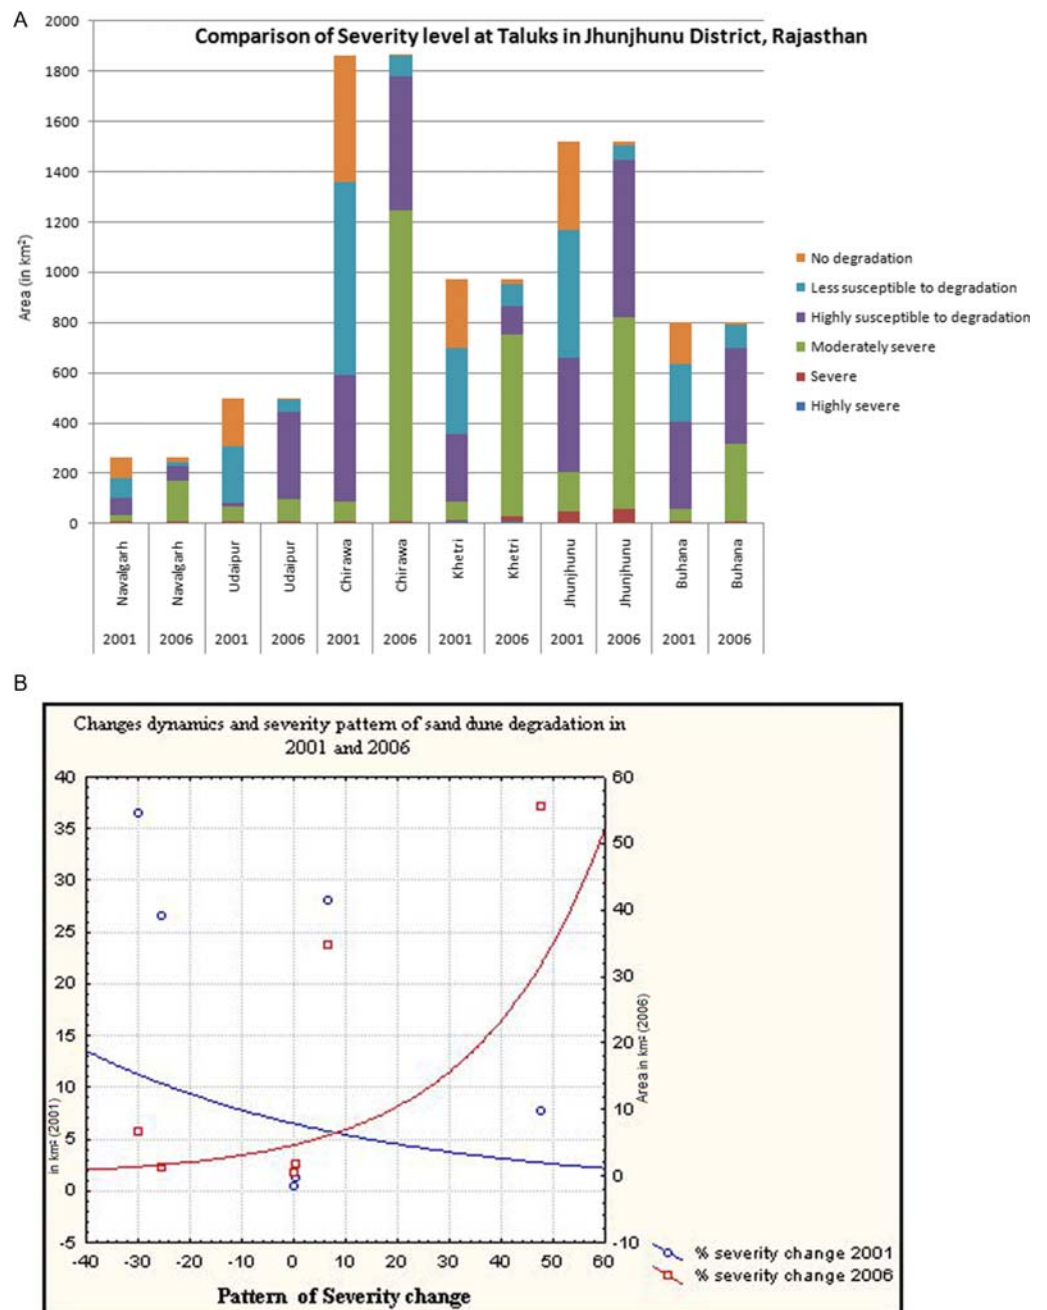 A
Comparison of Severity level at Taluks in Jhunjhunu District, Rajasthan
2000
1800
1600
1400
1200
1000
800
600
400
200
0
Area (in km²)
Navalgarh
Navalgarh
Udaipur
Udaipur
Chirawa
Chirawa
Khetri
Khetri
Jhunjhunu
Jhunjhunu
Buhana
Buhana
2001
2006
2001
2006
2001
2006
2001
2006
2001
2006
2001
2006
No degradation
Less susceptible to degradation
Highly susceptible to degradation
Moderately severe
Severe
Highly severe
B
Changes dynamics and severity pattern of sand dune degradation in
2001 and 2006
40
35
30
25
20
15
10
5
0
-5
in km² (2001)
60
50
40
30
20
10
0
-10
Area in km² (2006)
-40
-30
-20
-10
0
10
20
30
40
50
60
Pattern of Severity change
% severity change 2001
% severity change 2006